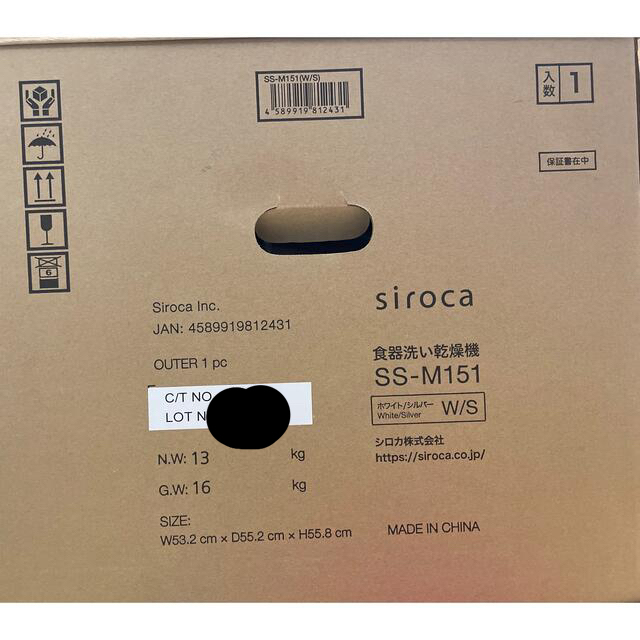 SS-M151(W/S)
4 589919 812431
入数 1
保証書在中
6
siroca
Siroca Inc.
JAN: 4589919812431
OUTER 1 pc
食器洗い乾燥機
SS-M151
C/T NO
LOT N
ホワイト/シルバー
White/Silver
W/S
シロカ株式会社
https://siroca.co.jp/
N.W: 13 kg
G.W: 16 kg
SIZE:
W53.2 cm × D55.2 cm × H55.8 cm
MADE IN CHINA